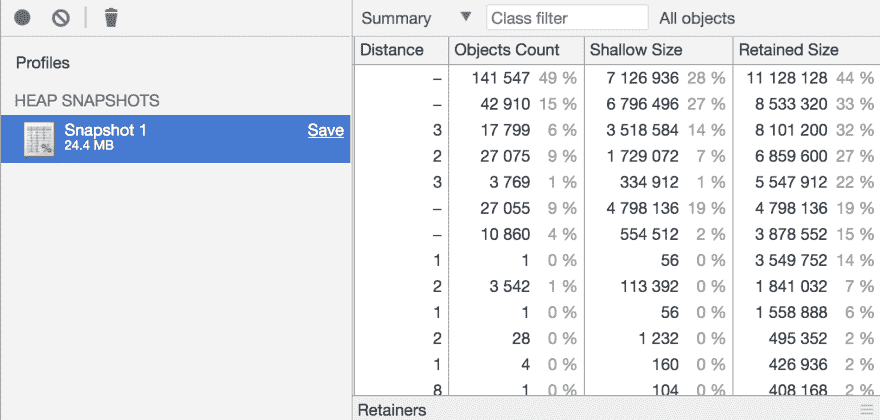 Summary ▼ Class filter All objects
Profiles
HEAP SNAPSHOTS
Snapshot 1 Save
24.4 MB
Distance Objects Count Shallow Size Retained Size
– 141 547 49 % 7 126 936 28 % 11 128 128 44 %
– 42 910 15 % 6 796 496 27 % 8 533 320 33 %
3 17 799 6 % 3 518 584 14 % 8 101 200 32 %
2 27 075 9 % 1 729 072 7 % 6 859 600 27 %
3 3 769 1 % 334 912 1 % 5 547 912 22 %
– 27 055 9 % 4 798 136 19 % 4 798 136 19 %
– 10 860 4 % 554 512 2 % 3 878 552 15 %
1 1 0 % 56 0 % 3 549 752 14 %
2 3 542 1 % 113 392 0 % 1 841 032 7 %
1 1 0 % 56 0 % 1 558 888 6 %
2 28 0 % 1 232 0 % 495 352 2 %
1 4 0 % 160 0 % 426 936 2 %
8 1 0 % 104 0 % 408 168 2 %
Retainers